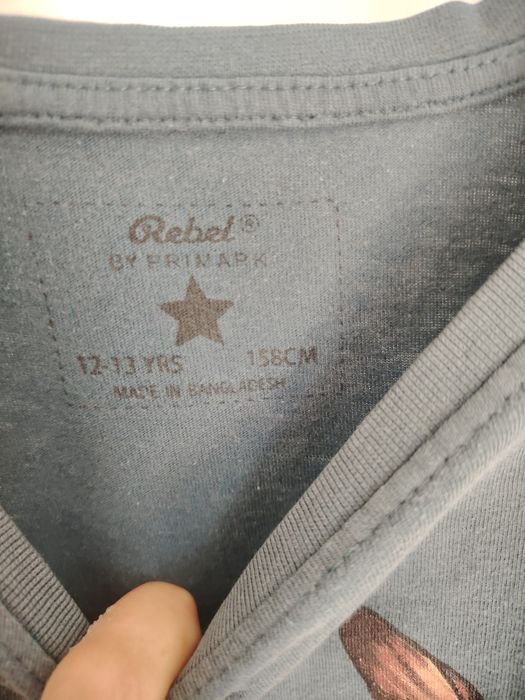 Rebel®
BY PRIMARK
12-13 YRS 158CM
MADE IN BANGLADESH